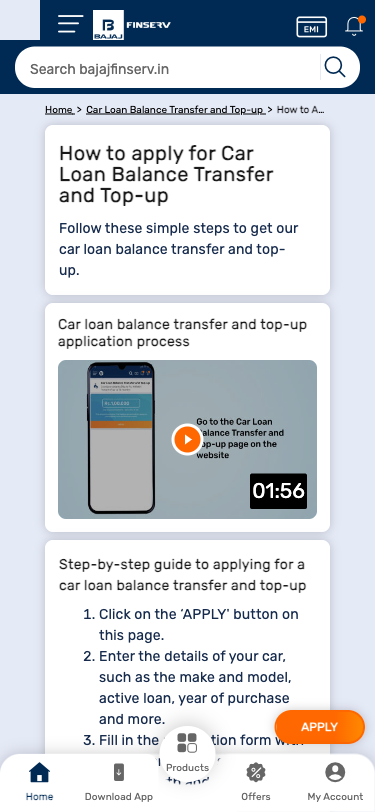 BAJAJ
FINSERV
EMI
Search bajajfinserv.in
Home > Car Loan Balance Transfer and Top-up > How to A...
How to apply for Car
Loan Balance Transfer
and Top-up
Follow these simple steps to get our
car loan balance transfer and top-
up.
Car loan balance transfer and top-up
application process
Go to the Car Loan
Balance Transfer and
Top-up page on the
website
01:56
Step-by-step guide to applying for a
car loan balance transfer and top-up
1. Click on the 'APPLY' button on
this page.
2. Enter the details of your car,
such as the make and model,
active loan, year of purchase
and more.
APPLY
3. Fill in the form with
and
Products
Home
Download App
Offers
My Account